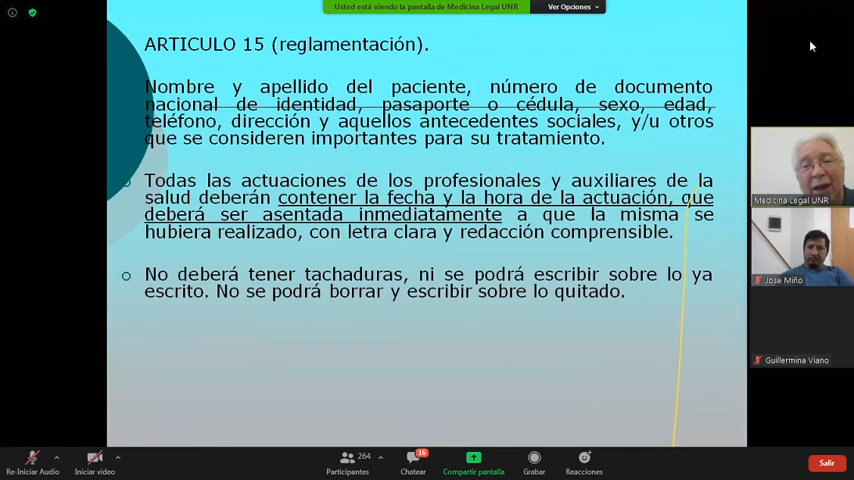 Usted está viendo la pantalla de Medicina Legal UNR
Ver Opciones
ARTICULO 15 (reglamentación).
Nombre y apellido del paciente, número de documento
nacional de identidad, pasaporte o cédula, sexo, edad,
teléfono, dirección y aquellos antecedentes sociales, y/u otros
que se consideren importantes para su tratamiento.
Todas las actuaciones de los profesionales y auxiliares de la
salud deberán contener la fecha y la hora de la actuación, que
deberá ser asentada inmediatamente a que la misma se
hubiera realizado, con letra clara y redacción comprensible.
No deberá tener tachaduras, ni se podrá escribir sobre lo ya
escrito. No se podrá borrar y escribir sobre lo quitado.
Medicina Legal UNR
Jose Miño
Guillermina Viano
Re-Iniciar Audio
Iniciar video
264
Participantes
16
Chatear
Compartir pantalla
Grabar
Reacciones
Salir